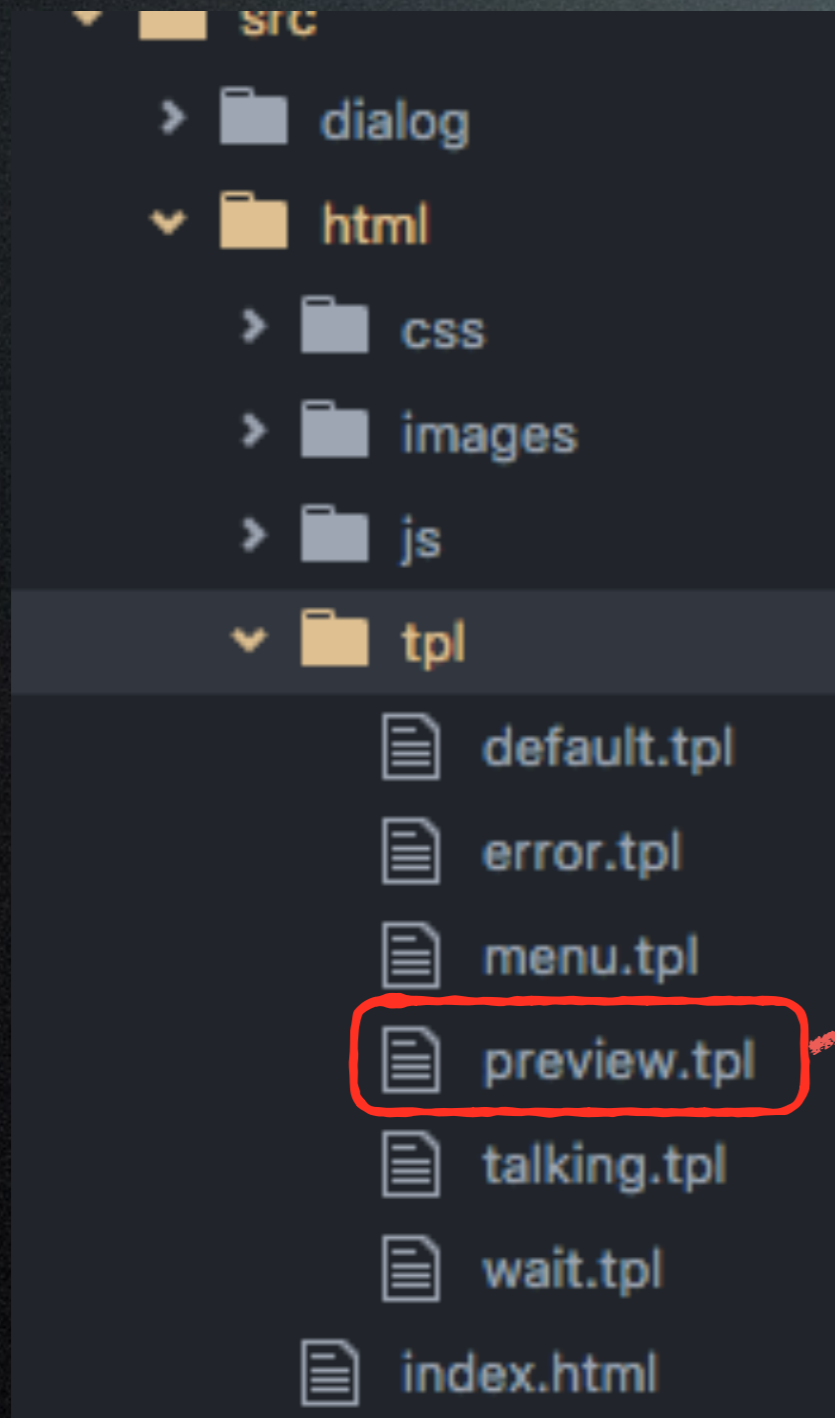 src
dialog
html
css
images
js
tpl
default.tpl
error.tpl
menu.tpl
preview.tpl
talking.tpl
wait.tpl
index.html